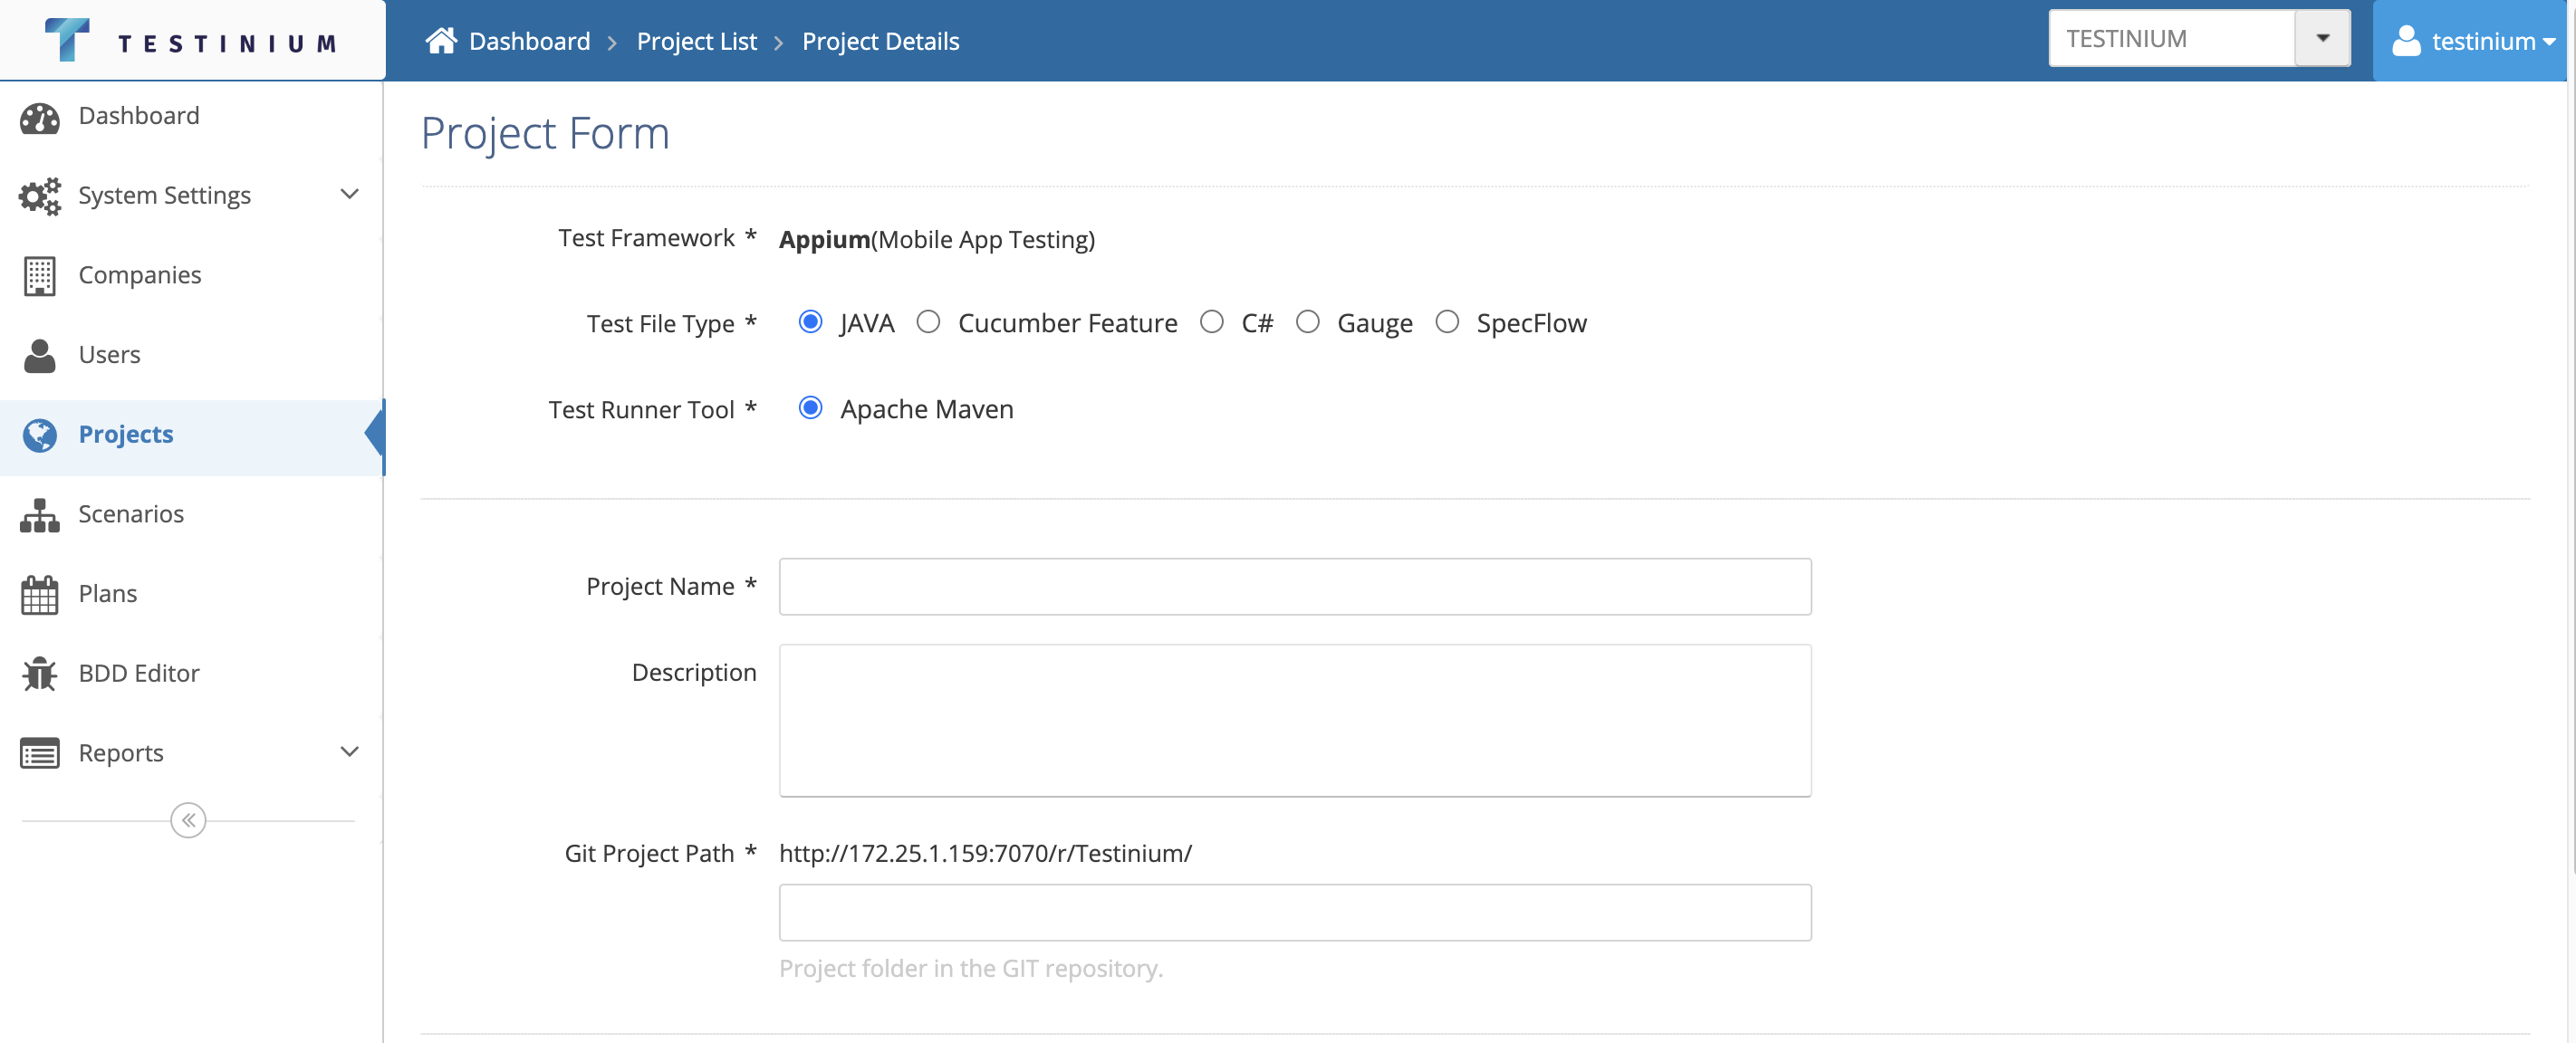 TESTINIUM
Dashboard > Project List > Project Details
TESTINIUM
testinium
Dashboard
System Settings
Companies
Users
Projects
Scenarios
Plans
BDD Editor
Reports
Project Form
Test Framework * Appium(Mobile App Testing)
Test File Type * JAVA Cucumber Feature C# Gauge SpecFlow
Test Runner Tool * Apache Maven
Project Name *
Description
Git Project Path * http://172.25.1.159:7070/r/Testinium/
Project folder in the GIT repository.